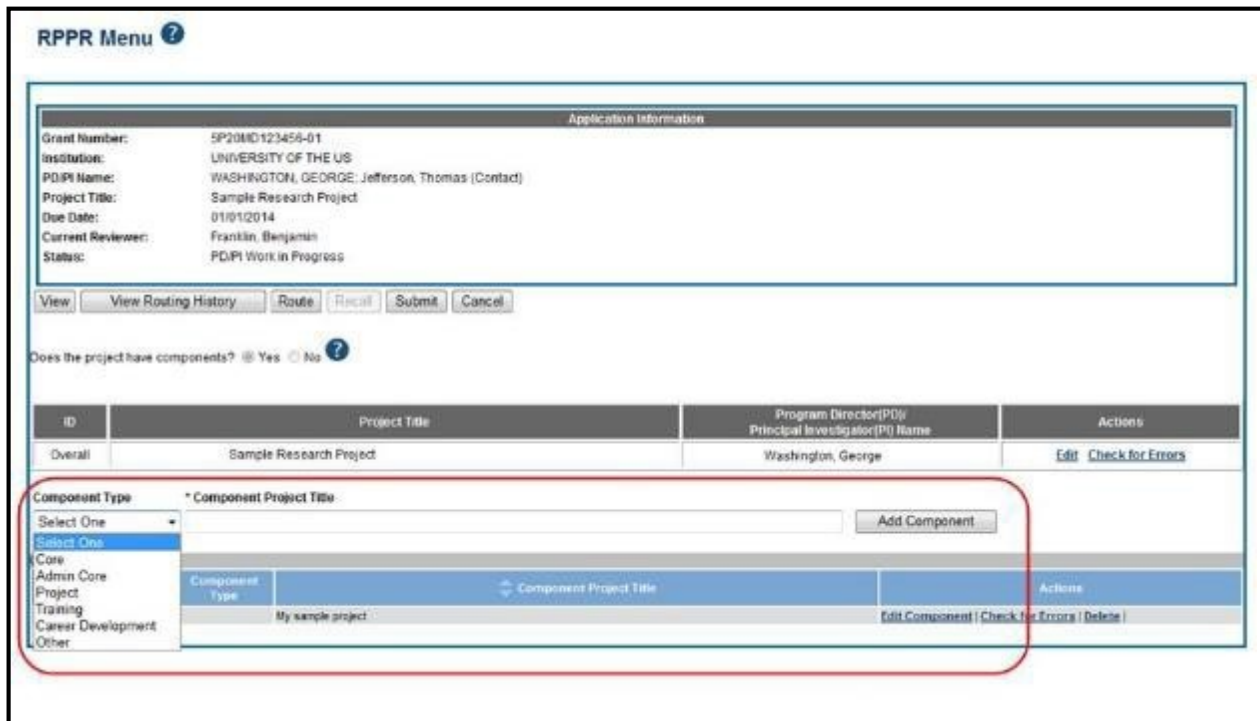 RPPR Menu ?
Application Information
Grant Number: 5P20MD123456-01
Institution: UNIVERSITY OF THE US
PD/PI Name: WASHINGTON, GEORGE; Jefferson, Thomas (Contact)
Project Title: Sample Research Project
Due Date: 01/01/2014
Current Reviewer: Franklin, Benjamin
Status: PD/PI Work in Progress
View View Routing History Route Recall Submit Cancel
Does the project have components? Yes No ?
ID Project Title Program Director(PD)/ Principal Investigator(PI) Name Actions
Overall Sample Research Project Washington, George Edit Check for Errors
Component Type * Component Project Title
Select One Add Component
Select One
Core
Admin Core
Project
Training
Career Development
Other
Component Type Component Project Title Actions
My sample project Edit Component | Check for Errors | Delete |